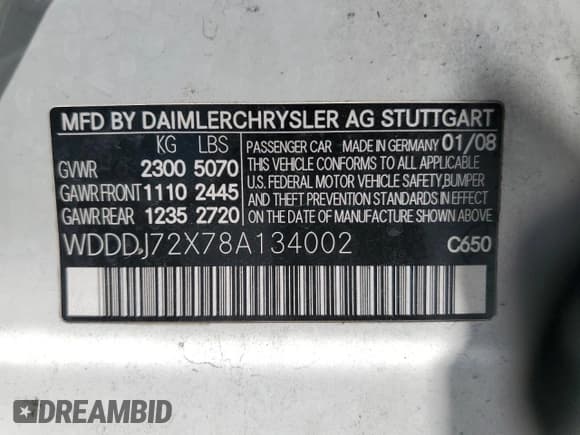 MFD BY DAIMLERCHRYSLER AG STUTTGART
KG LBS PASSENGER CAR MADE IN GERMANY 01/08
GVWR 2300 5070 THIS VEHICLE CONFORMS TO ALL APPLICABLE
GAWR FRONT 1110 2445 U.S. FEDERAL MOTOR VEHICLE SAFETY,BUMPER
GAWR REAR 1235 2720 AND THEFT PREVENTION STANDARDS IN EFFECT
ON THE DATE OF MANUFACTURE SHOWN ABOVE.
WDDDJ72X78A134002 C650
DREAMBID